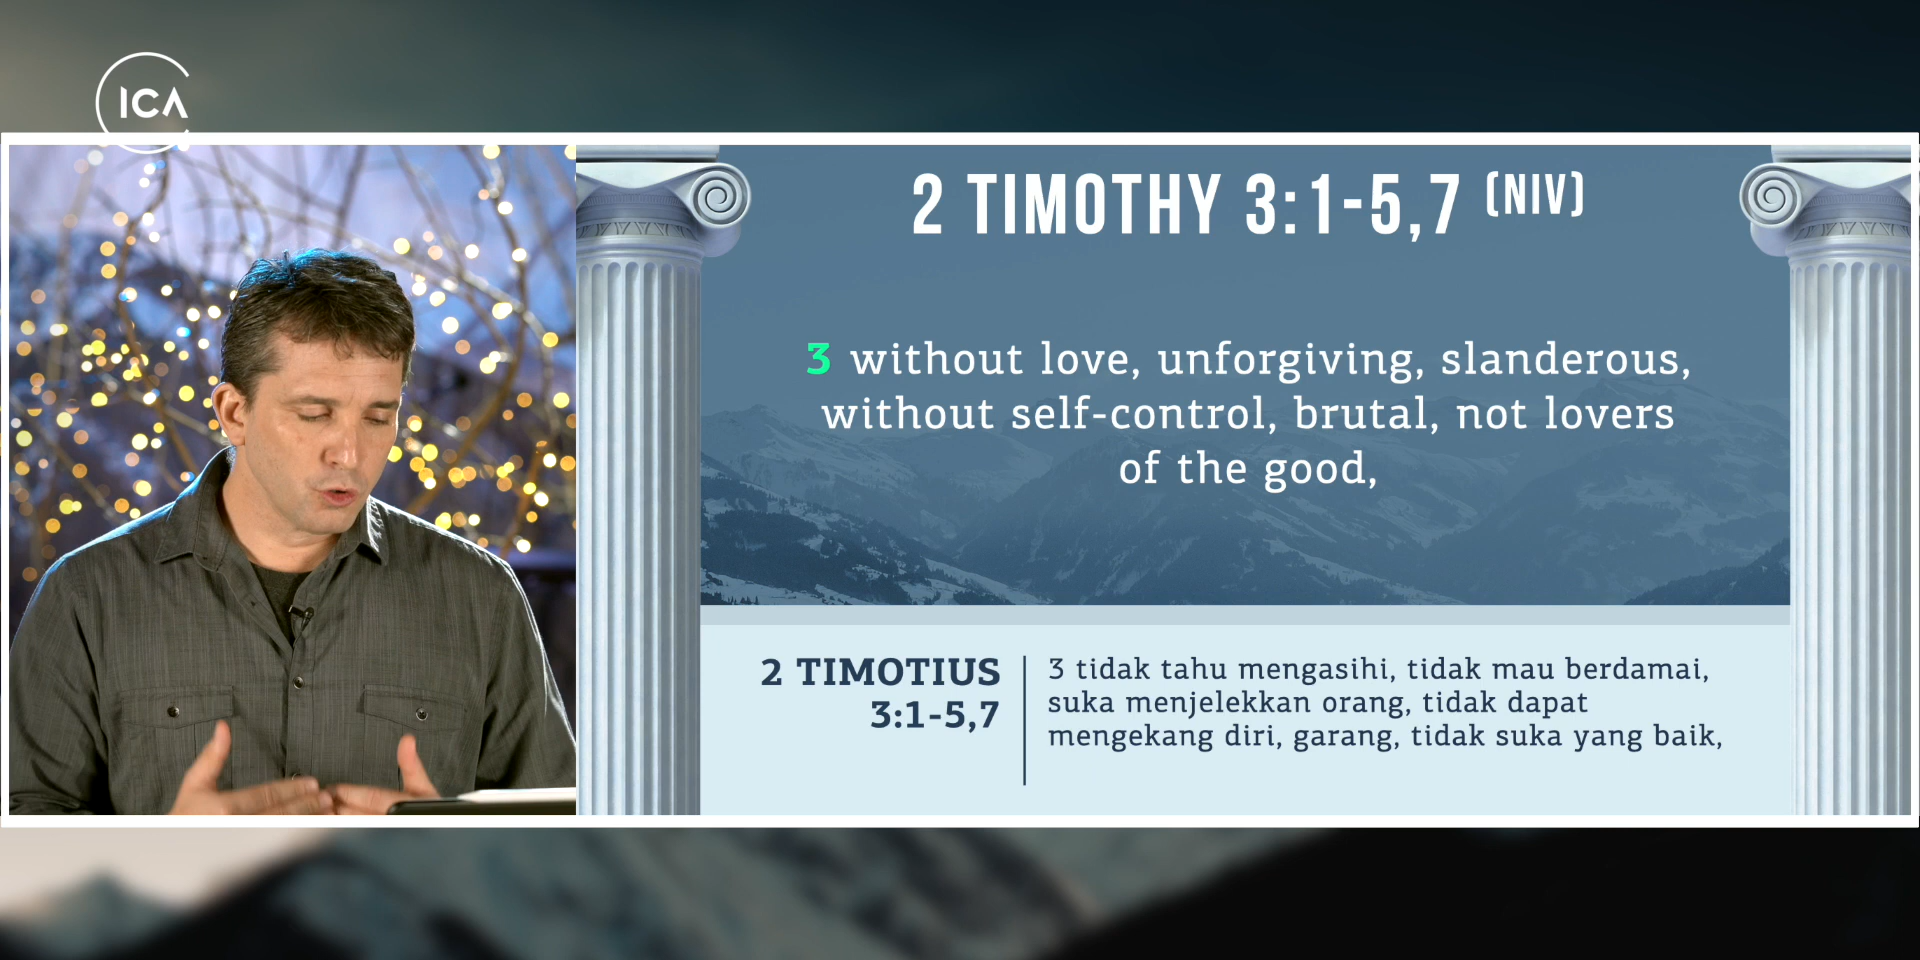 ICA
2 TIMOTHY 3:1-5,7 (NIV)
3 without love, unforgiving, slanderous,
without self-control, brutal, not lovers
of the good,
2 TIMOTIUS
3:1-5,7
3 tidak tahu mengasihi, tidak mau berdamai,
suka menjelekkan orang, tidak dapat
mengekang diri, garang, tidak suka yang baik,